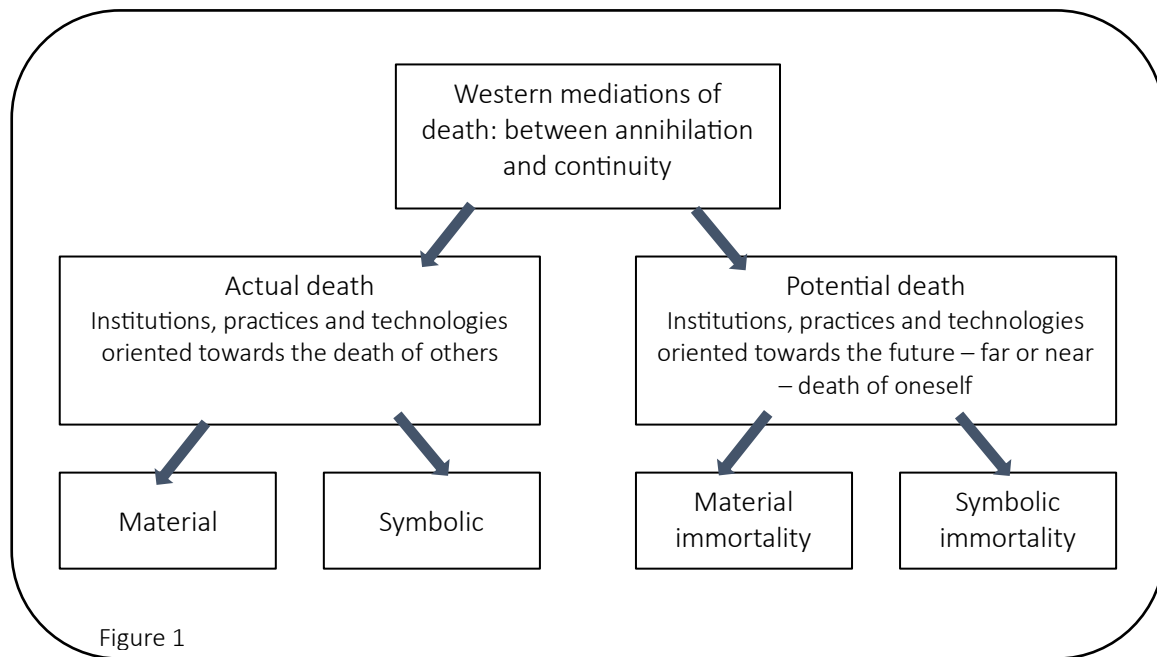 Western mediations of
death: between annihilation
and continuity
Actual death
Institutions, practices and technologies
oriented towards the death of others
Potential death
Institutions, practices and technologies
oriented towards the future – far or near
– death of oneself
Material
Symbolic
Material
immortality
Symbolic
immortality
Figure 1